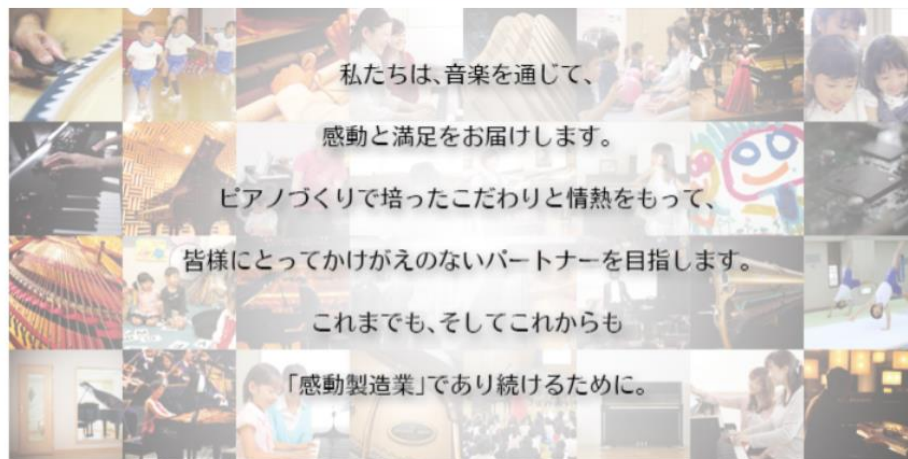 私たちは、音楽を通じて、
感動と満足をお届けします。
ピアノづくりで培ったこだわりと情熱をもって、
皆様にとってかけがえのないパートナーを目指します。
これまでも、そしてこれからも
「感動製造業」であり続けるために。